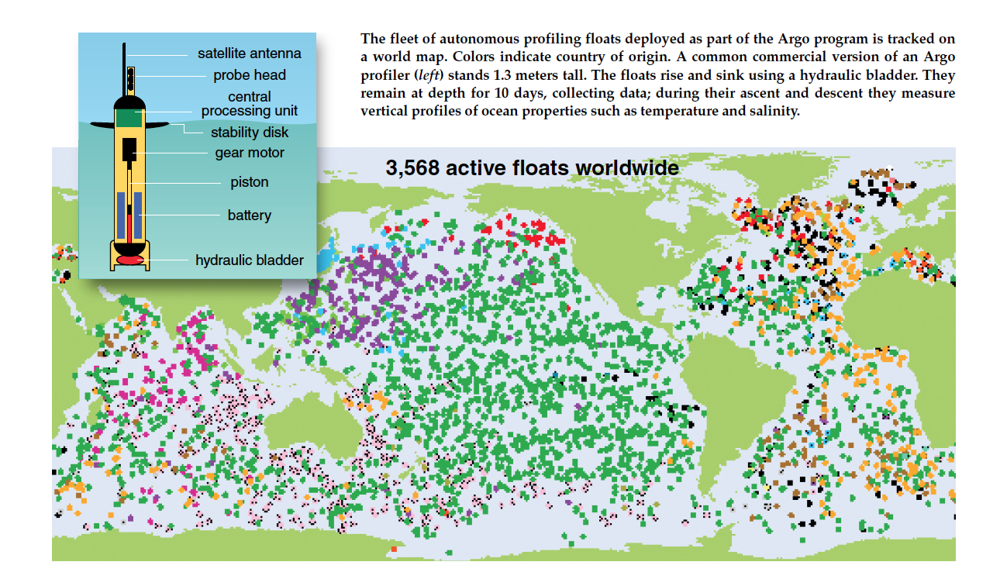 satellite antenna
probe head
central
processing unit
stability disk
gear motor
piston
battery
hydraulic bladder
The fleet of autonomous profiling floats deployed as part of the Argo program is tracked on
a world map. Colors indicate country of origin. A common commercial version of an Argo
profiler (left) stands 1.3 meters tall. The floats rise and sink using a hydraulic bladder. They
remain at depth for 10 days, collecting data; during their ascent and descent they measure
vertical profiles of ocean properties such as temperature and salinity.
3,568 active floats worldwide